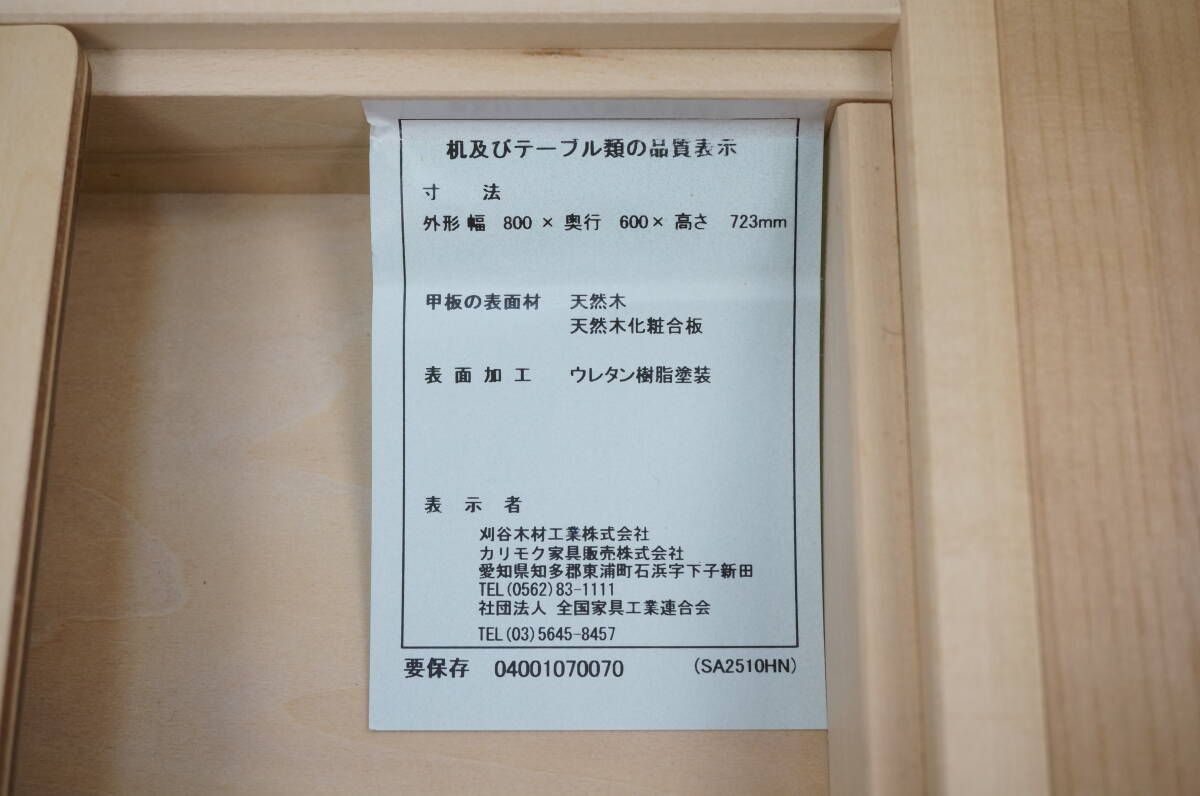 机及びテーブル類の品質表示
寸 法
外形 幅 800 × 奥行 600× 高さ 723mm
甲板の表面材 天然木
天然木化粧合板
表 面 加 工 ウレタン樹脂塗装
表 示 者
刈谷木材工業株式会社
カリモク家具販売株式会社
愛知県知多郡東浦町石浜字下子新田
TEL(0562)83-1111
社団法人 全国家具工業連合会
TEL(03)5645-8457
要保存 04001070070 (SA2510HN)